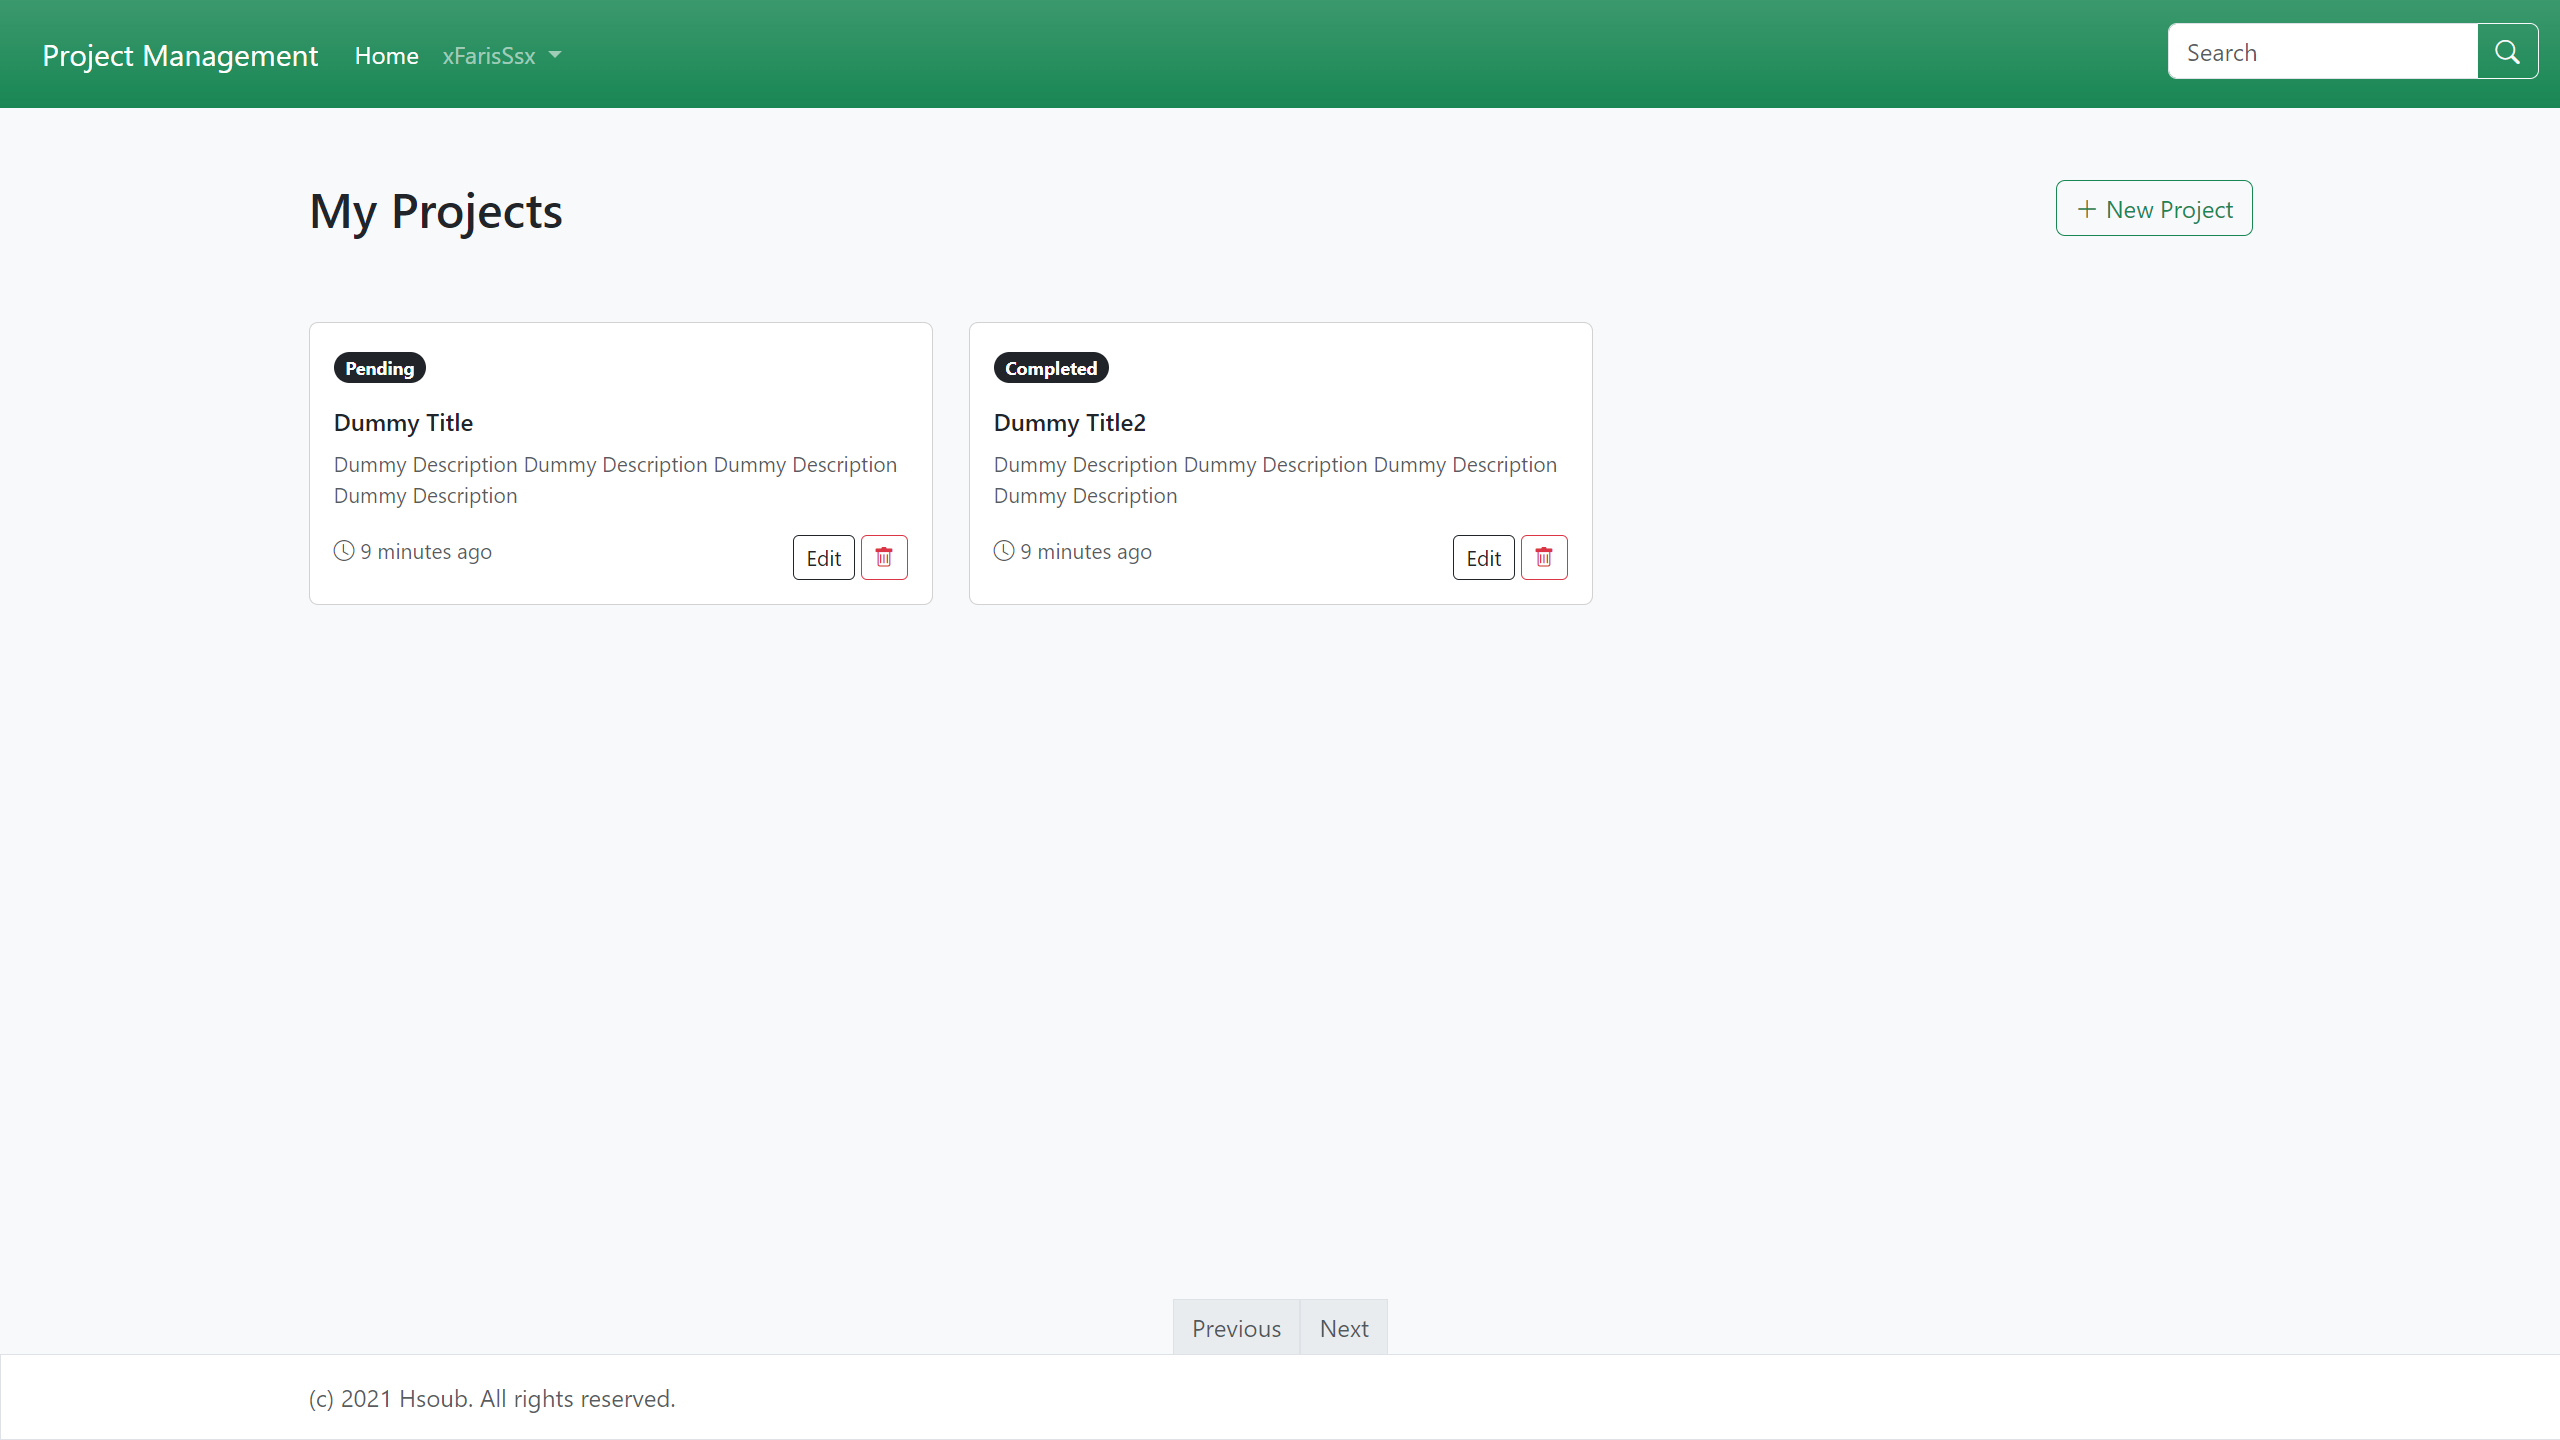 Project Management Home xFarisSsx Search
My Projects
+ New Project
Pending
Dummy Title
Dummy Description Dummy Description Dummy Description
Dummy Description
9 minutes ago
Edit
Completed
Dummy Title2
Dummy Description Dummy Description Dummy Description
Dummy Description
9 minutes ago
Edit
Previous Next
(c) 2021 Hsoub. All rights reserved.